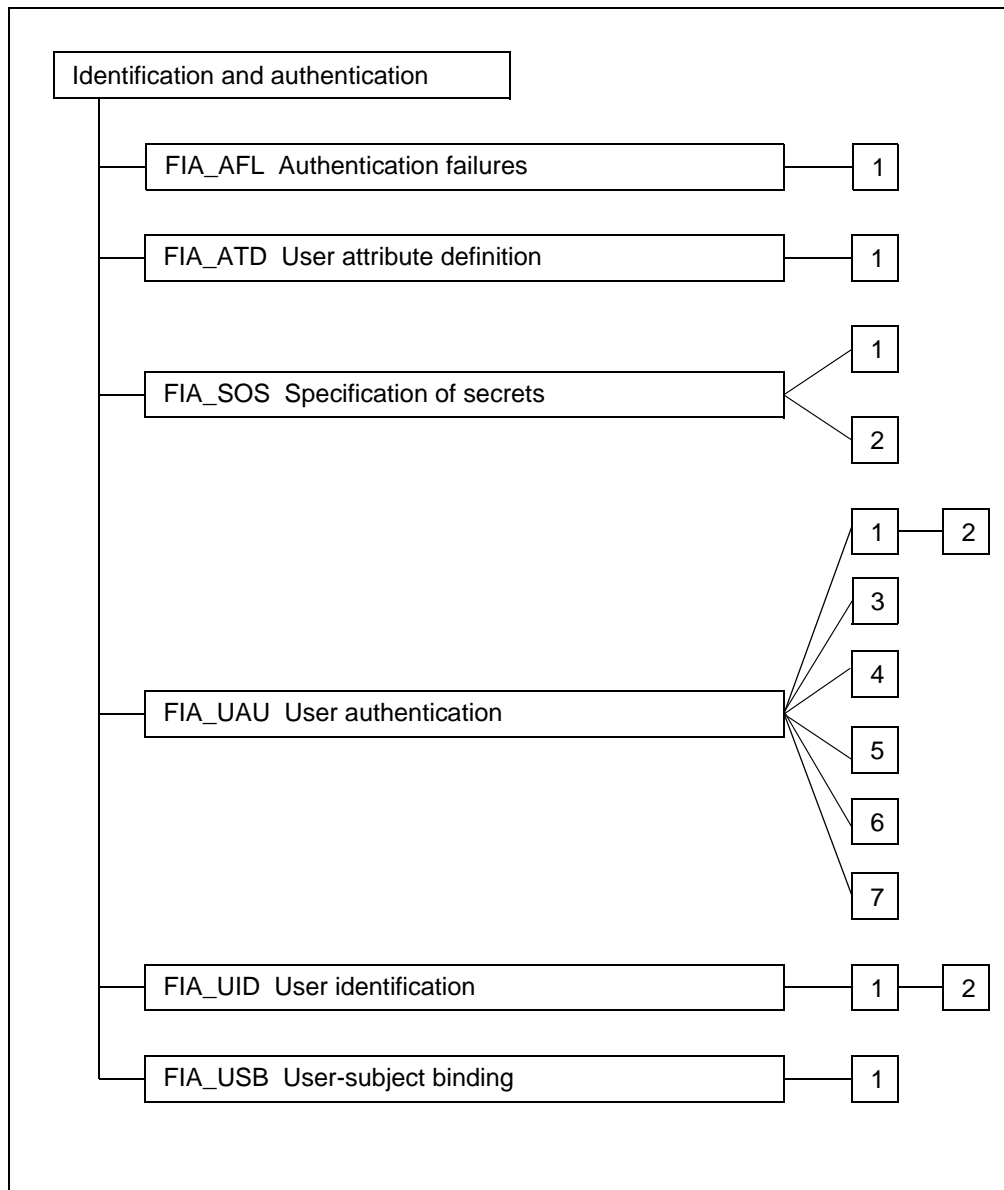 Identification and authentication
FIA_AFL Authentication failures 1
FIA_ATD User attribute definition 1
1
FIA_SOS Specification of secrets
2
1 2
3
4
FIA_UAU User authentication
5
6
7
FIA_UID User identification 1 2
FIA_USB User-subject binding 1